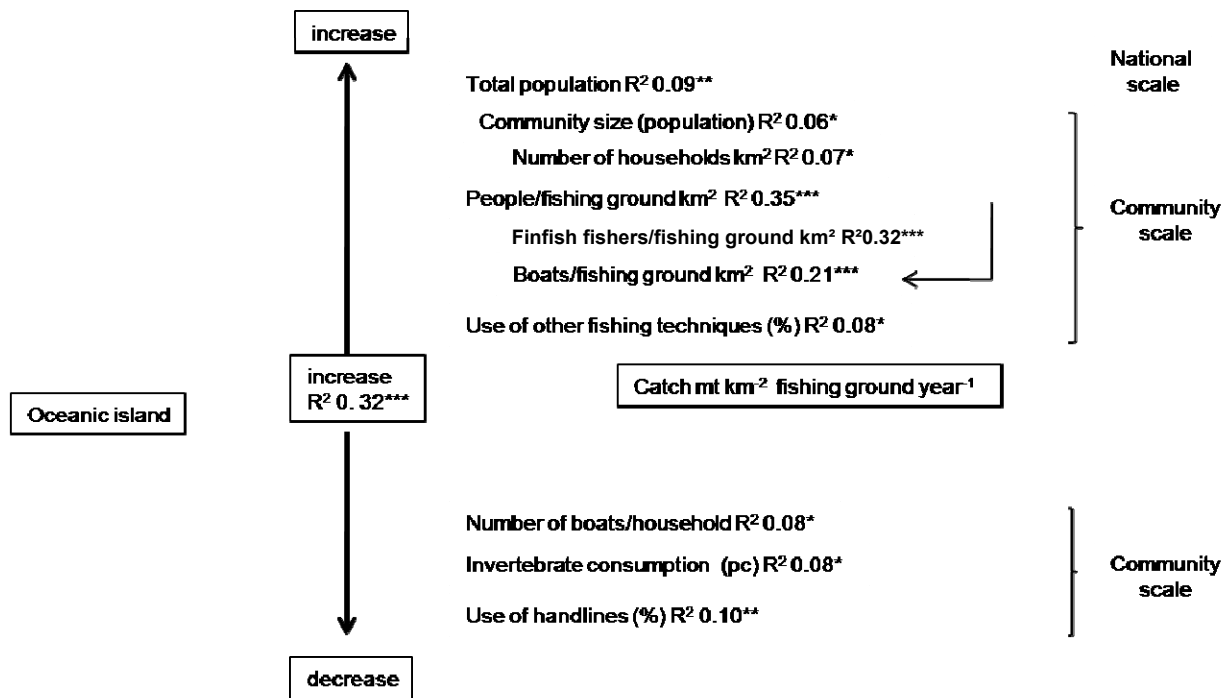 increase
National
scale
Total population R² 0.09**
Community size (population) R² 0.06*
Number of households km² R² 0.07*
People/fishing ground km² R² 0.35***
Community
scale
Finfish fishers/fishing ground km² R²0.32***
Boats/fishing ground km² R² 0.21***
Use of other fishing techniques (%) R² 0.08*
increase
R² 0. 32***
Catch mt km⁻² fishing ground year⁻¹
Oceanic island
Number of boats/household R² 0.08*
Invertebrate consumption (pc) R² 0.08*
Community
scale
Use of handlines (%) R² 0.10**
decrease